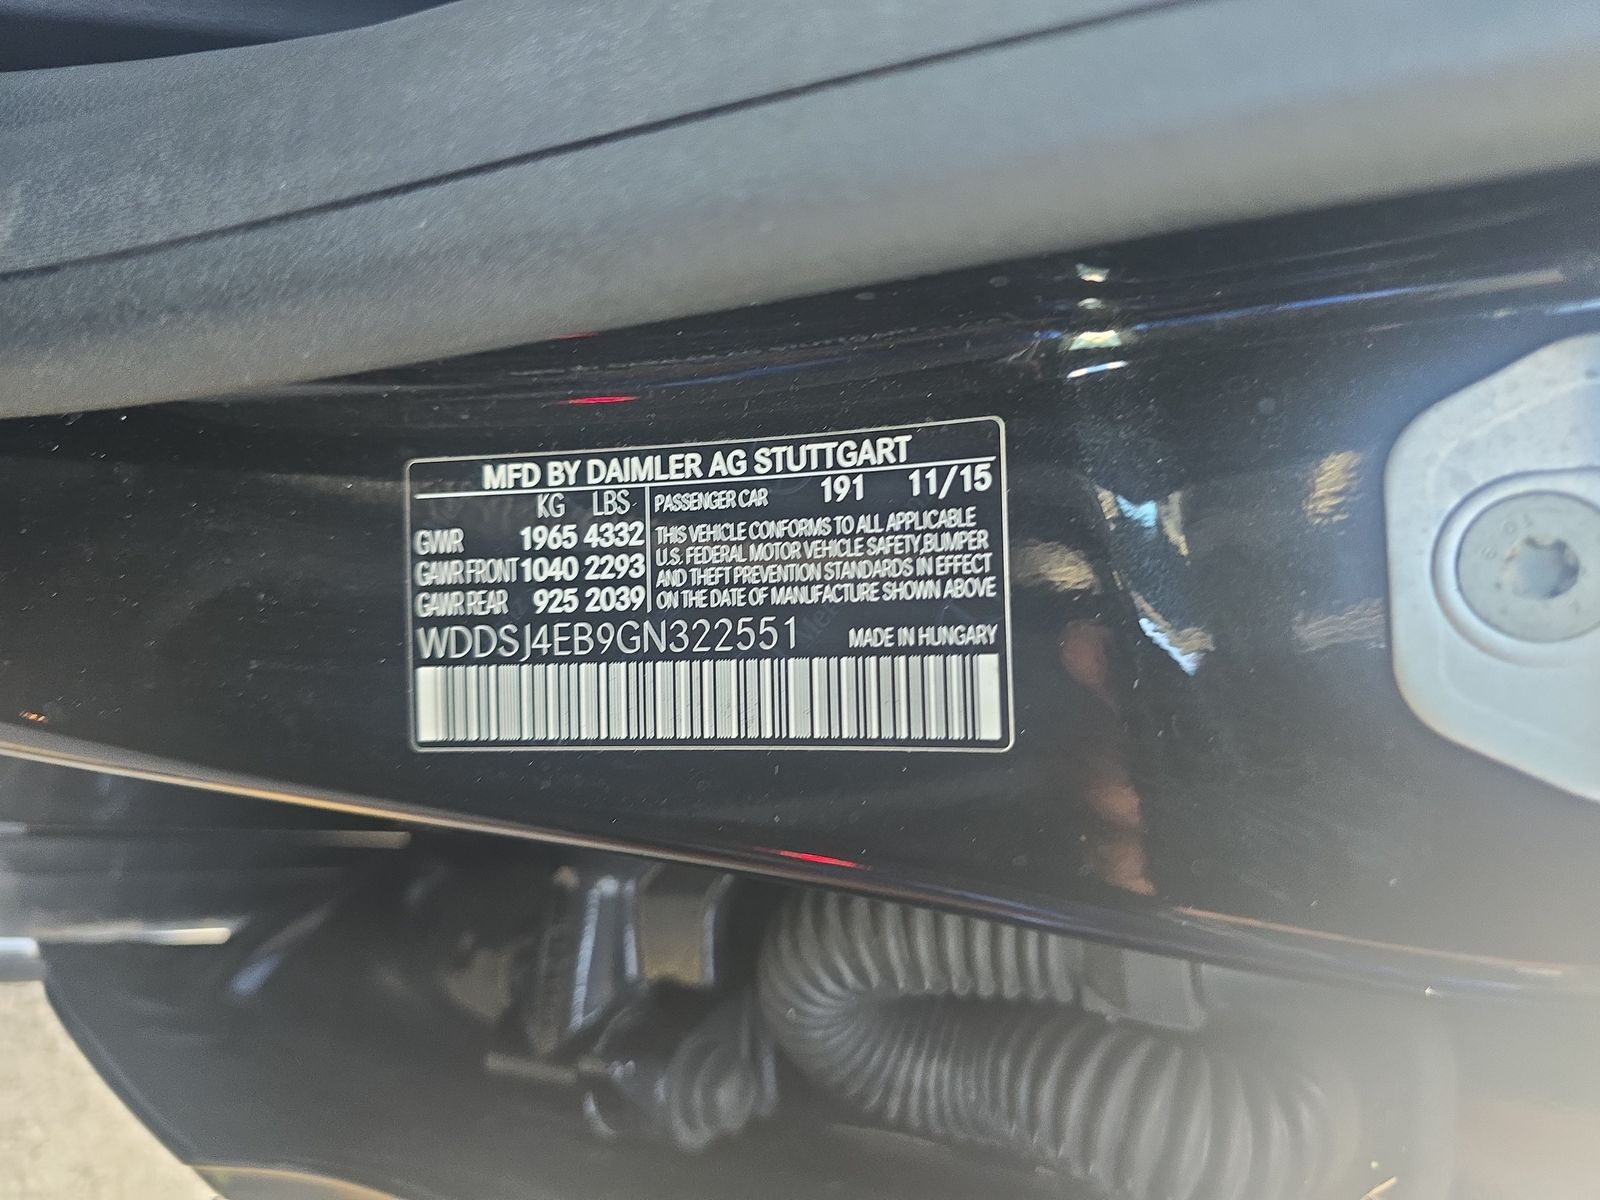 MFD BY DAIMLER AG STUTTGART
KG LBS
GWR 1965 4332
GAWR FRONT 1040 2293
GAWR REAR 925 2039
PASSENGER CAR 191 11/15
THIS VEHICLE CONFORMS TO ALL APPLICABLE
U.S. FEDERAL MOTOR VEHICLE SAFETY, BUMPER
AND THEFT PREVENTION STANDARDS IN EFFECT
ON THE DATE OF MANUFACTURE SHOWN ABOVE
WDDSJ4EB9GN322551 MADE IN HUNGARY